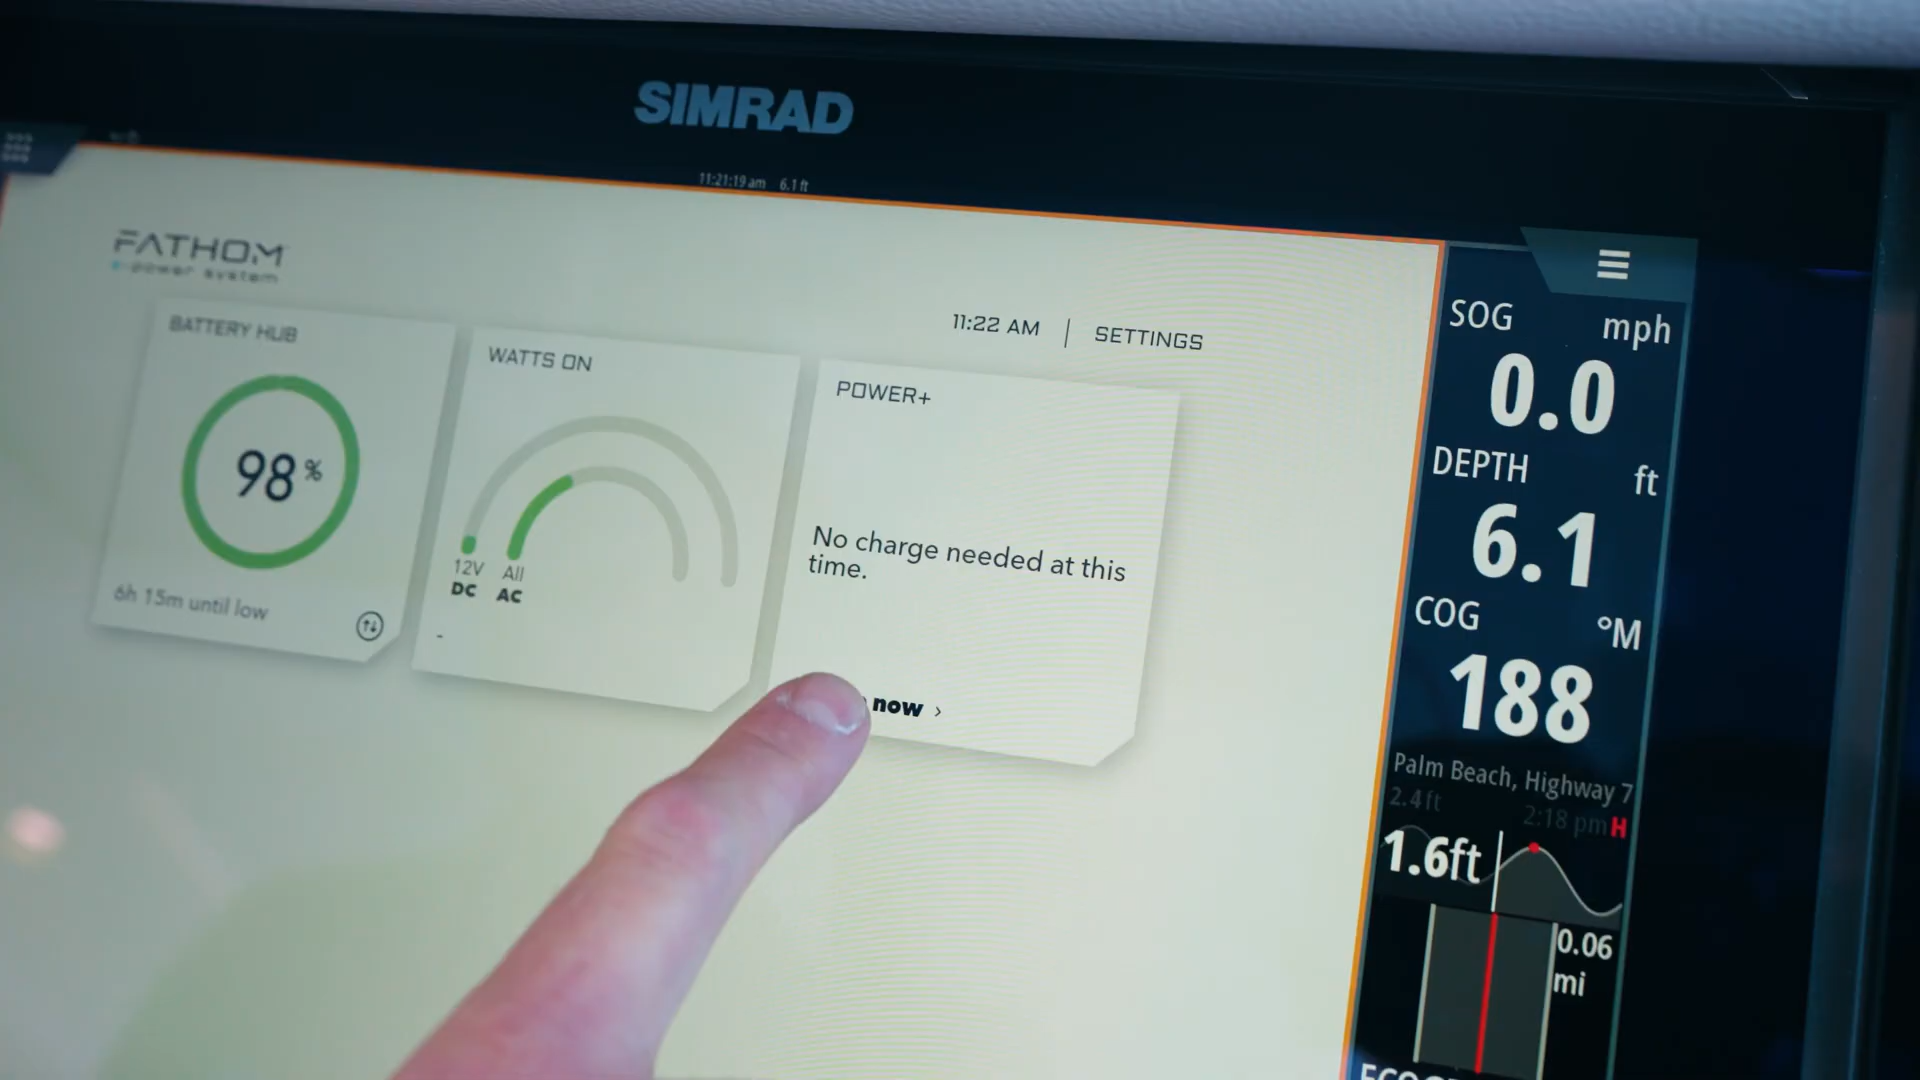 SIMRAD
11:21:19 am 6.1 ft
FATHOM
e-power system
11:22 AM | SETTINGS
BATTERY HUB
98%
6h 15m until low
WATTS ON
12V DC
All AC
-
POWER+
No charge needed at this
time.
now >
SOG mph
0.0
DEPTH ft
6.1
COG °M
188
Palm Beach, Highway 7
2.4 ft
2:18 pm H
1.6ft
0.06
mi